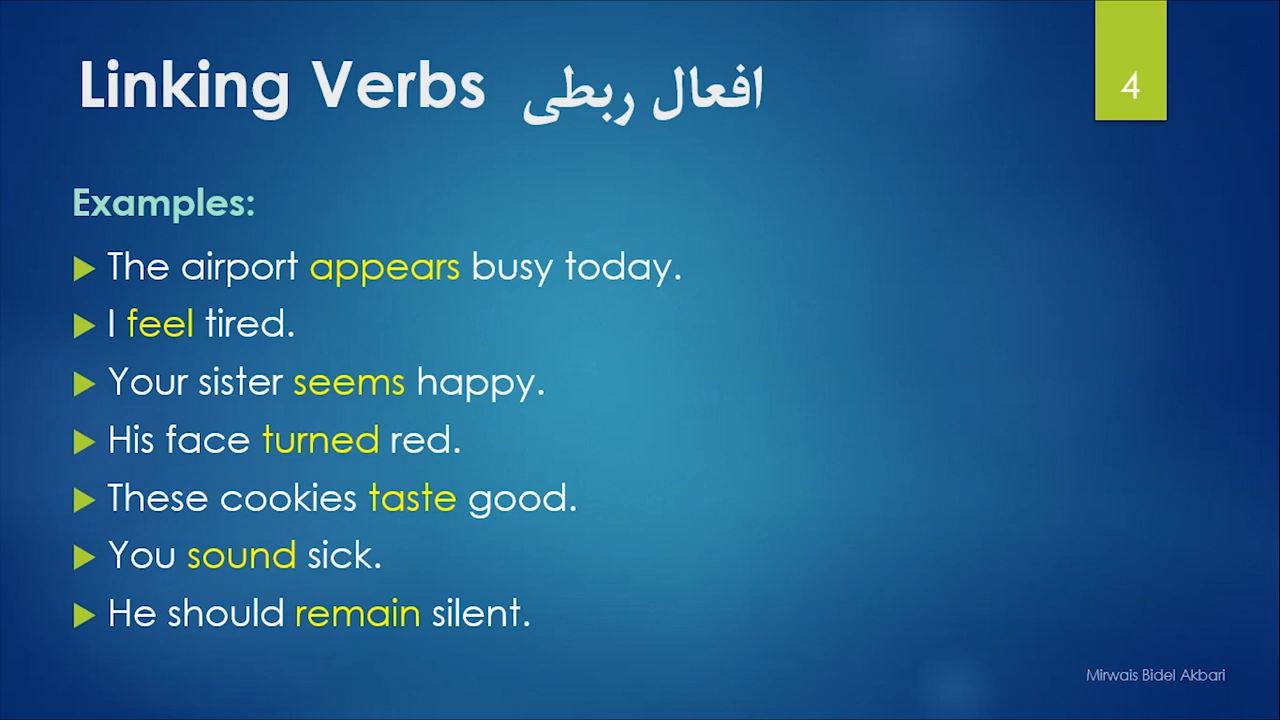 Linking Verbs افعال ربطی
4
Examples:
The airport appears busy today.
I feel tired.
Your sister seems happy.
His face turned red.
These cookies taste good.
You sound sick.
He should remain silent.
Mirwais Bidel Akbari